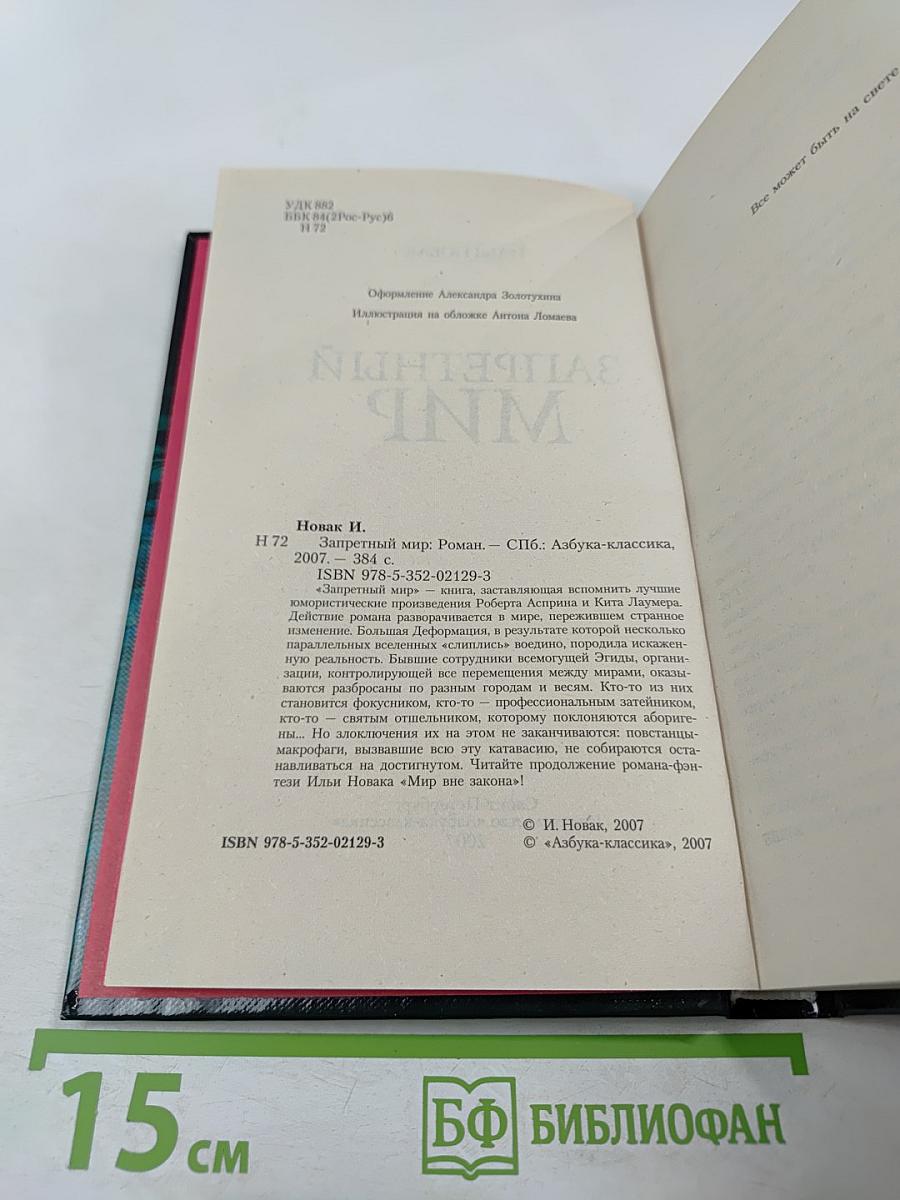 УДК 882
ББК 84(2Рос-Рус)6
Н 72
Оформление Александра Золотухина
Иллюстрация на обложке Антона Ломаева
ЗАПРЕТНЫЙ
МИР
Новак И.
Н 72 Запретный мир: Роман. — СПб.: Азбука-классика,
2007. — 384 с.
ISBN 978-5-352-02129-3
«Запретный мир» — книга, заставляющая вспомнить лучшие
юмористические произведения Роберта Асприна и Кита Лаумера.
Действие романа разворачивается в мире, пережившем странное
изменение. Большая Деформация, в результате которой несколько
параллельных вселенных «слиплись» воедино, породила искажен-
ную реальность. Бывшие сотрудники всемогущей Эгиды, органи-
зации, контролирующей все перемещения между мирами, оказы-
ваются разбросаны по разным городам и весям. Кто-то из них
становится фокусником, кто-то — профессиональным затейником,
кто-то — святым отшельником, которому поклоняются абориге-
ны... Но злоключения их на этом не заканчиваются: повстанцы-
макрофаги, вызвавшие всю эту катавасию, не собираются оста-
навливаться на достигнутом. Читайте продолжение романа-фэн-
тези Ильи Новака «Мир вне закона»!
© И. Новак, 2007
ISBN 978-5-352-02129-3 © «Азбука-классика», 2007
Все может быть на свете
15 см
БФ БИБЛИОФАН